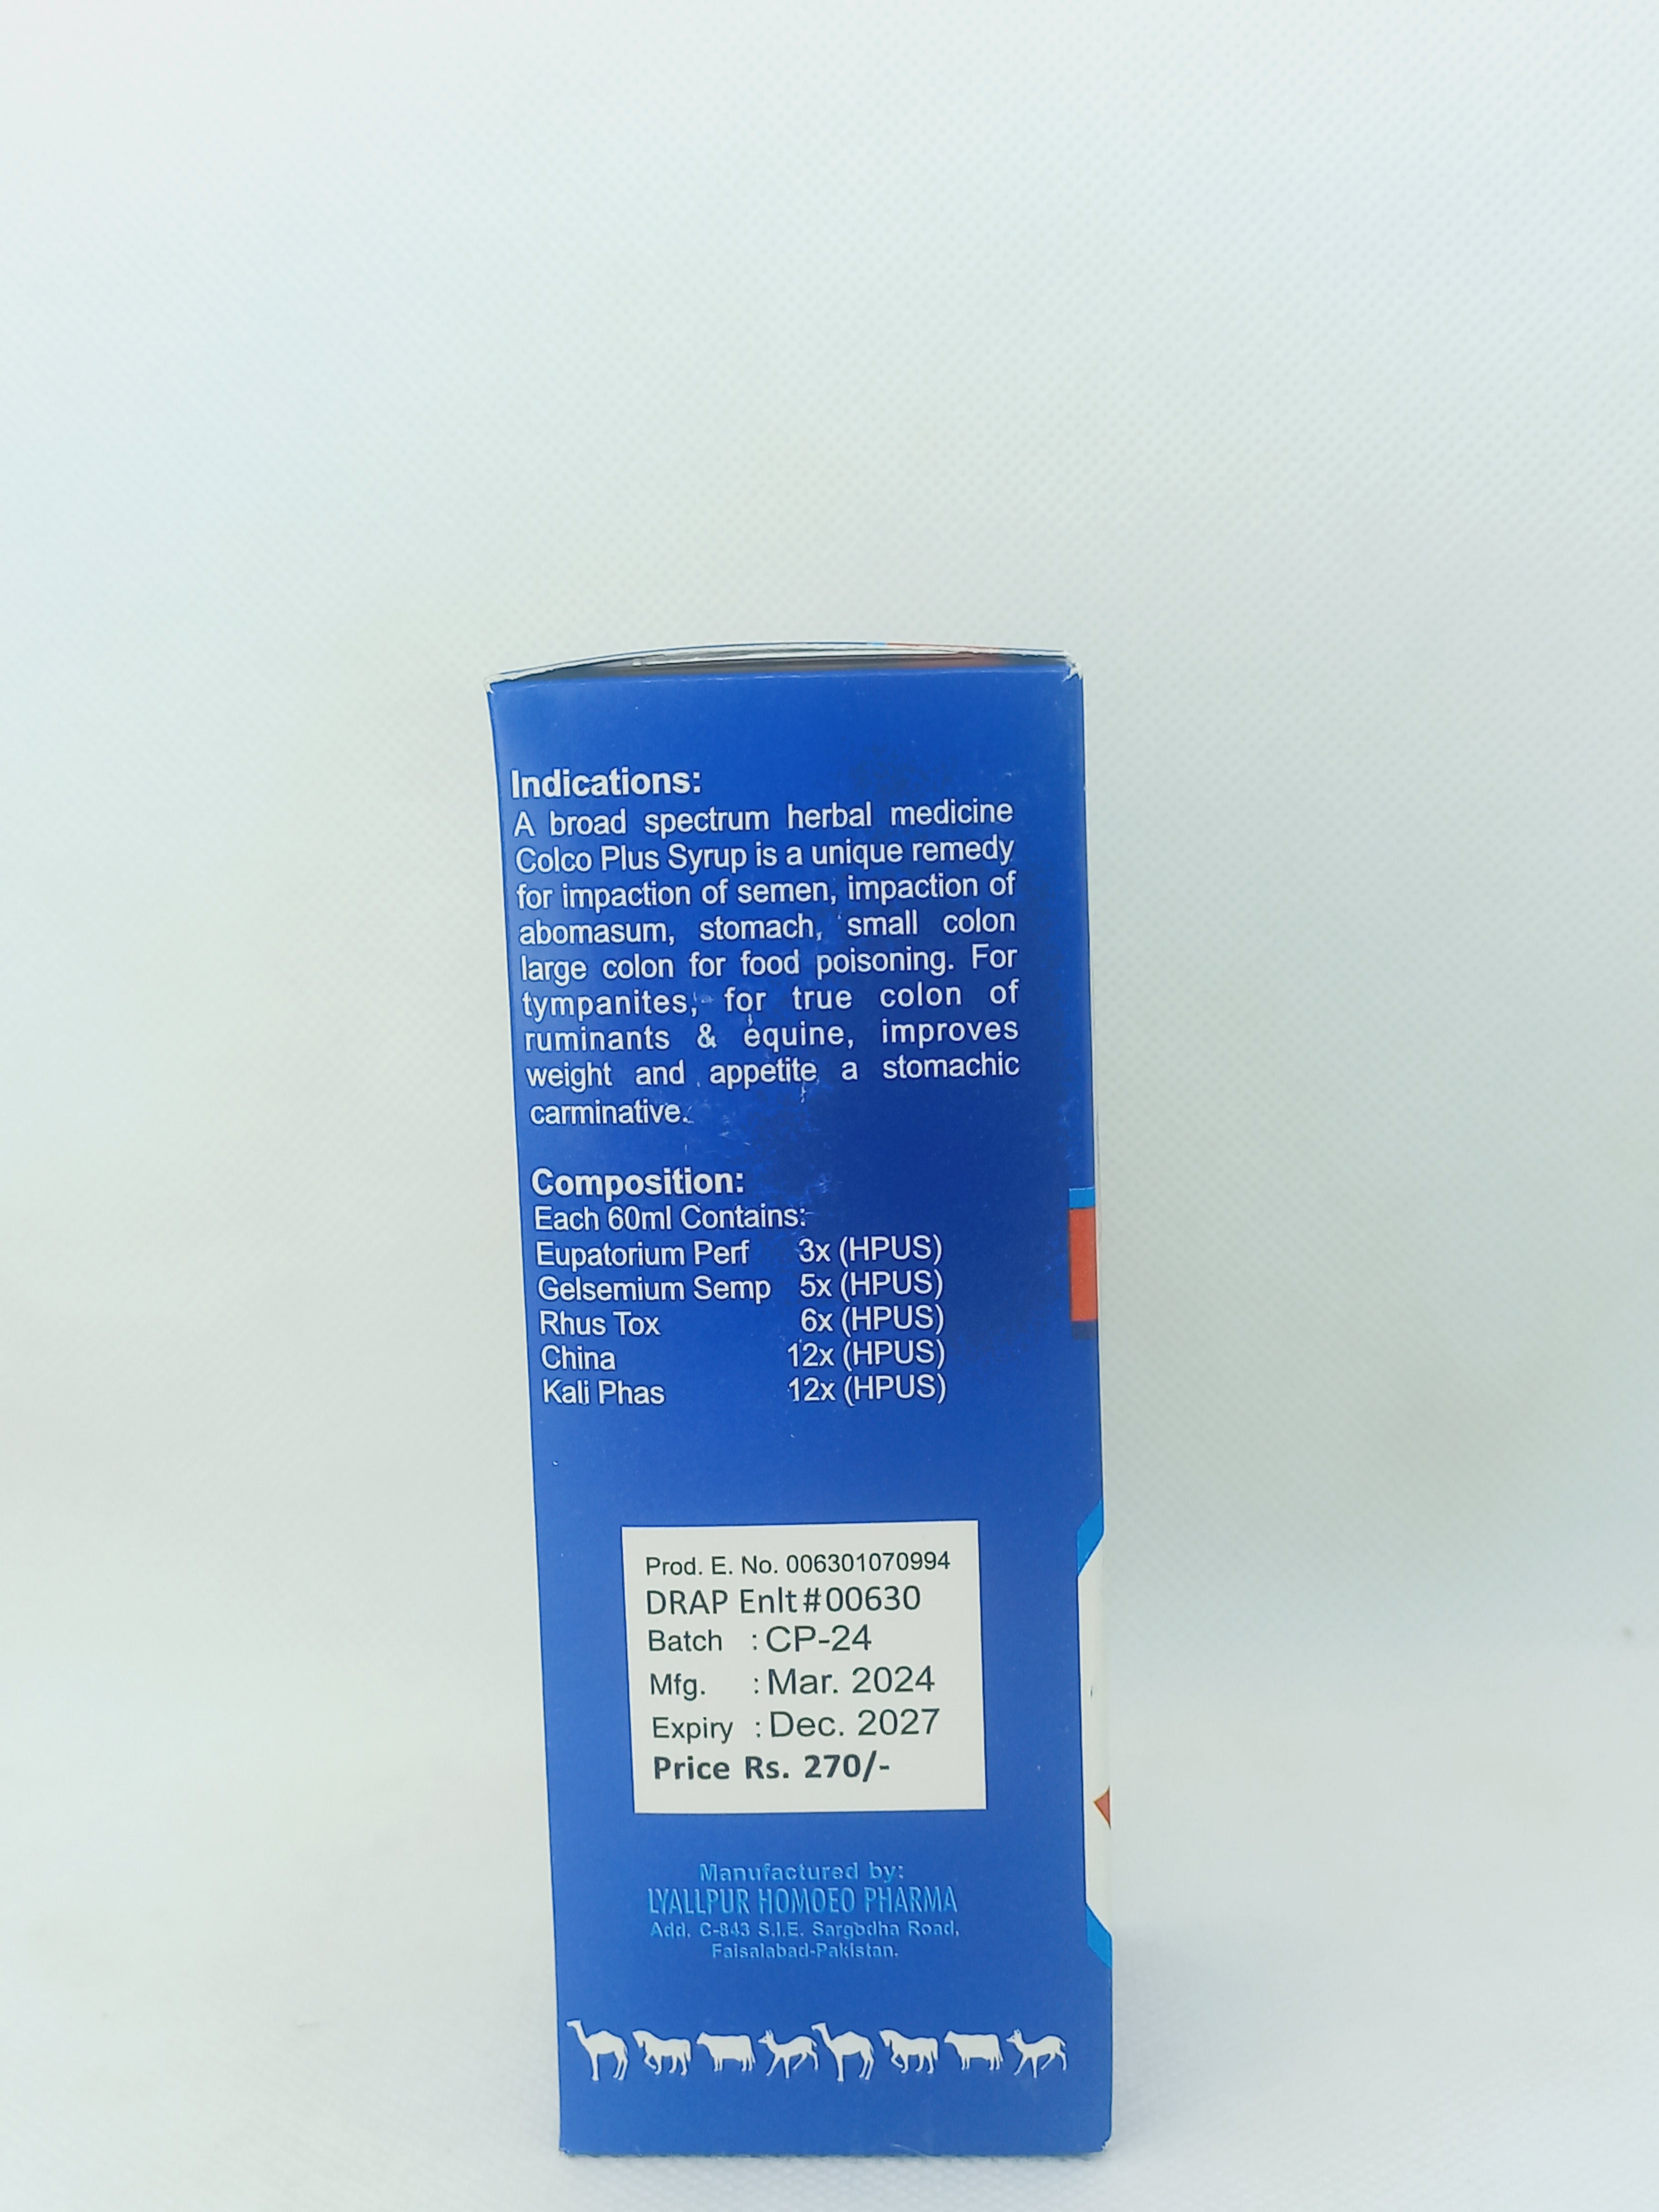 Indications:
A broad spectrum herbal medicine
Colco Plus Syrup is a unique remedy
for impaction of semen, impaction of
abomasum, stomach, small colon
large colon for food poisoning. For
tympanites, for true colon of
ruminants & equine, improves
weight and appetite a stomachic
carminative.
Composition:
Each 60ml Contains:
Eupatorium Perf 3x (HPUS)
Gelsemium Semp 5x (HPUS)
Rhus Tox 6x (HPUS)
China 12x (HPUS)
Kali Phas 12x (HPUS)
Prod. E. No. 006301070994
DRAP Enlt#00630
Batch : CP-24
Mfg. : Mar. 2024
Expiry : Dec. 2027
Price Rs. 270/-
Manufactured by:
LYALLPUR HOMOEO PHARMA
Add. C-843 S.I.E. Sargodha Road,
Faisalabad-Pakistan.